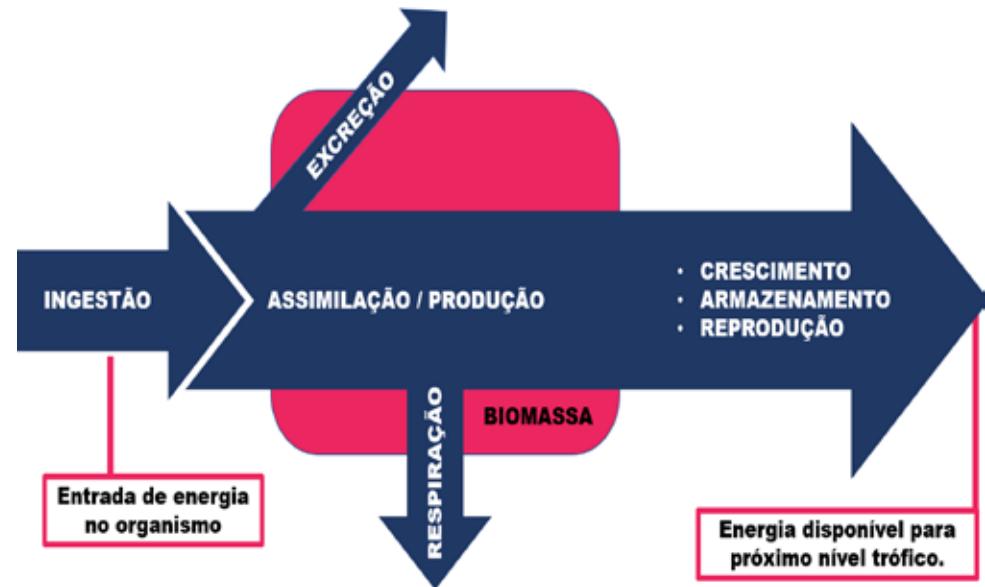 EXCREÇÃO
INGESTÃO
ASSIMILAÇÃO / PRODUÇÃO
• CRESCIMENTO
• ARMAZENAMENTO
• REPRODUÇÃO
RESPIRAÇÃO
BIOMASSA
Entrada de energia
no organismo
Energia disponível para
próximo nível trófico.